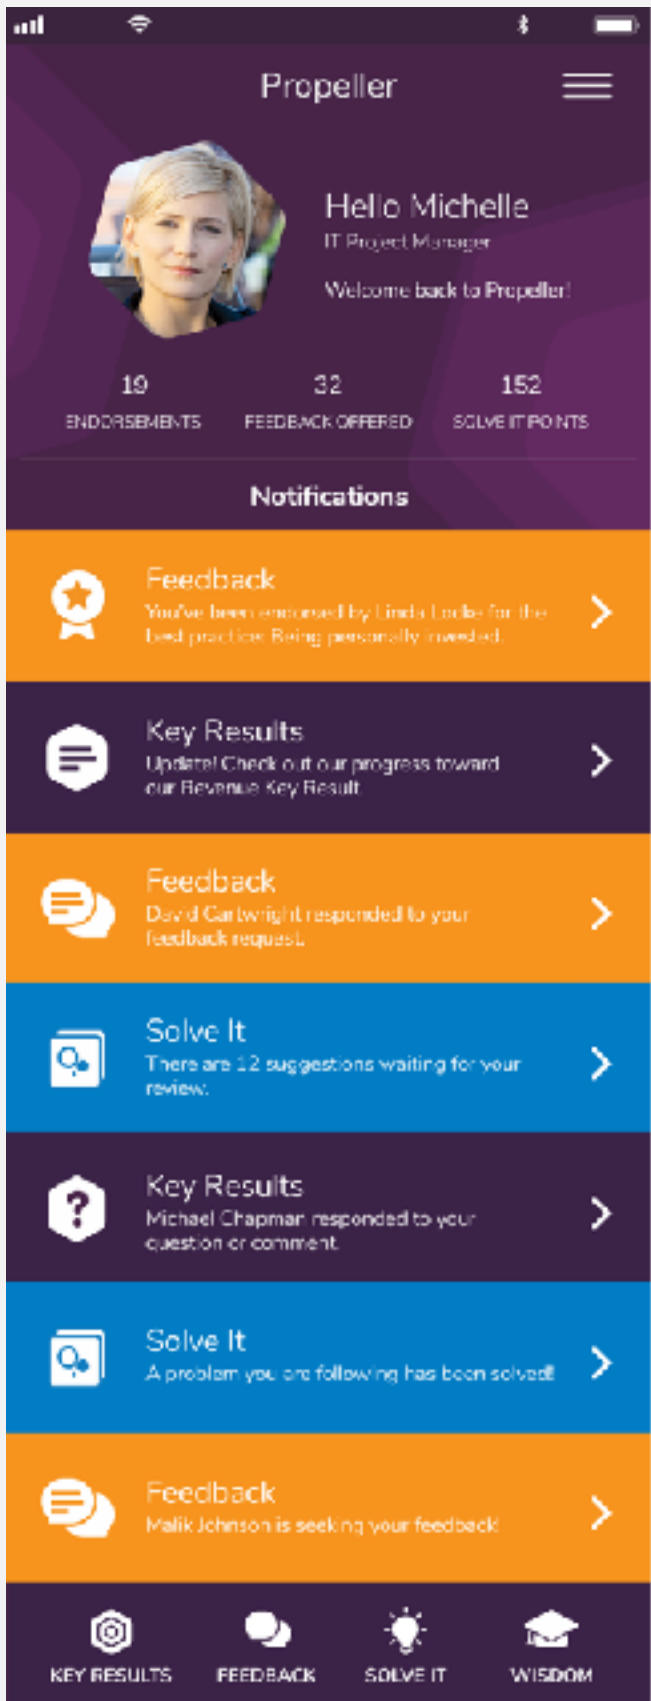 Propeller
Hello Michelle
IT Project Manager
Welcome back to Propeller!
19
32
152
ENDORSEMENTS
FEEDBACK OFFERED
SOLVE IT POINTS
Notifications
Feedback
You've been endorsed by Linda Locke for the
best practice: Being personally invested.
Key Results
Update! Check out our progress toward
our Revenue Key Result
Feedback
David Cartwright responded to your
feedback request.
Solve It
There are 12 suggestions waiting for your
review.
Key Results
Michael Chapman responded to your
question or comment.
Solve It
A problem you are following has been solved!
Feedback
Malik Johnson is seeking your feedback!
KEY RESULTS
FEEDBACK
SOLVE IT
WISDOM